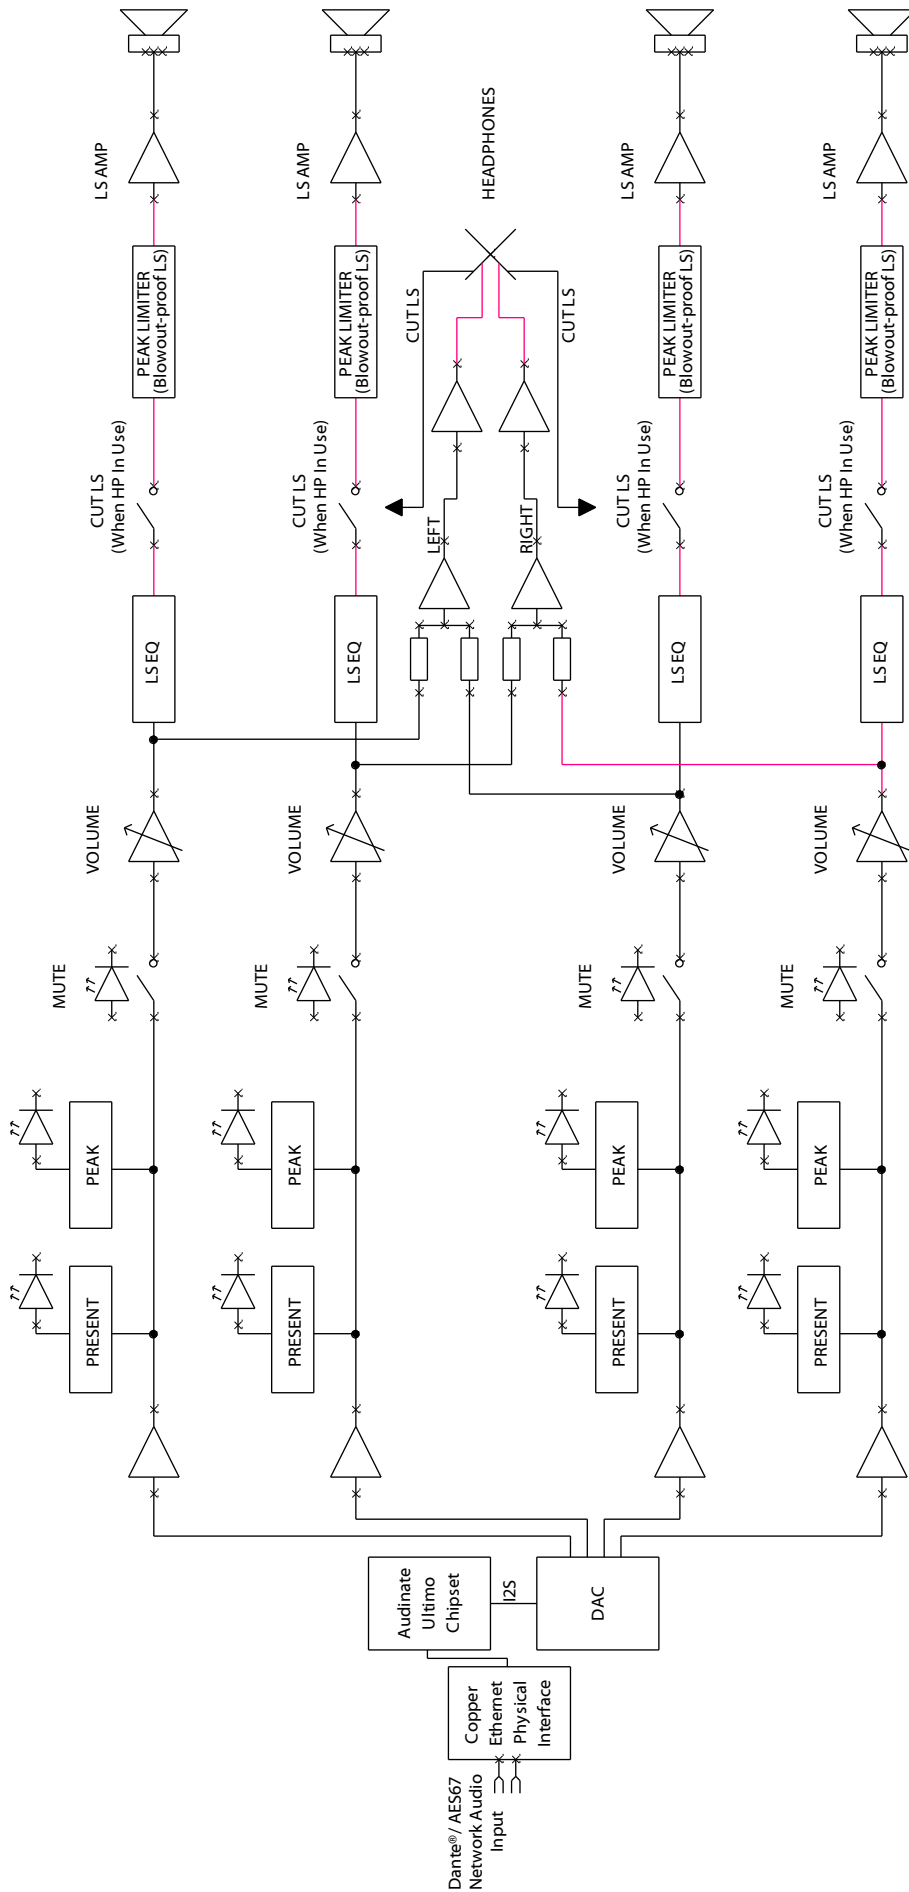 Dante®/ AES67
Network Audio
Input
Copper
Ethernet
Physical
Interface
Audinate
Ultimo
Chipset
I2S
DAC
PRESENT
PEAK
MUTE
VOLUME
LS EQ
CUT LS
(When HP In Use)
PEAK LIMITER
(Blowout-proof LS)
LS AMP
PRESENT
PEAK
MUTE
VOLUME
LS EQ
CUT LS
(When HP In Use)
PEAK LIMITER
(Blowout-proof LS)
LS AMP
LEFT
RIGHT
CUT LS
CUT LS
HEADPHONES
PRESENT
PEAK
MUTE
VOLUME
LS EQ
CUT LS
(When HP In Use)
PEAK LIMITER
(Blowout-proof LS)
LS AMP
PRESENT
PEAK
MUTE
VOLUME
LS EQ
CUT LS
(When HP In Use)
PEAK LIMITER
(Blowout-proof LS)
LS AMP